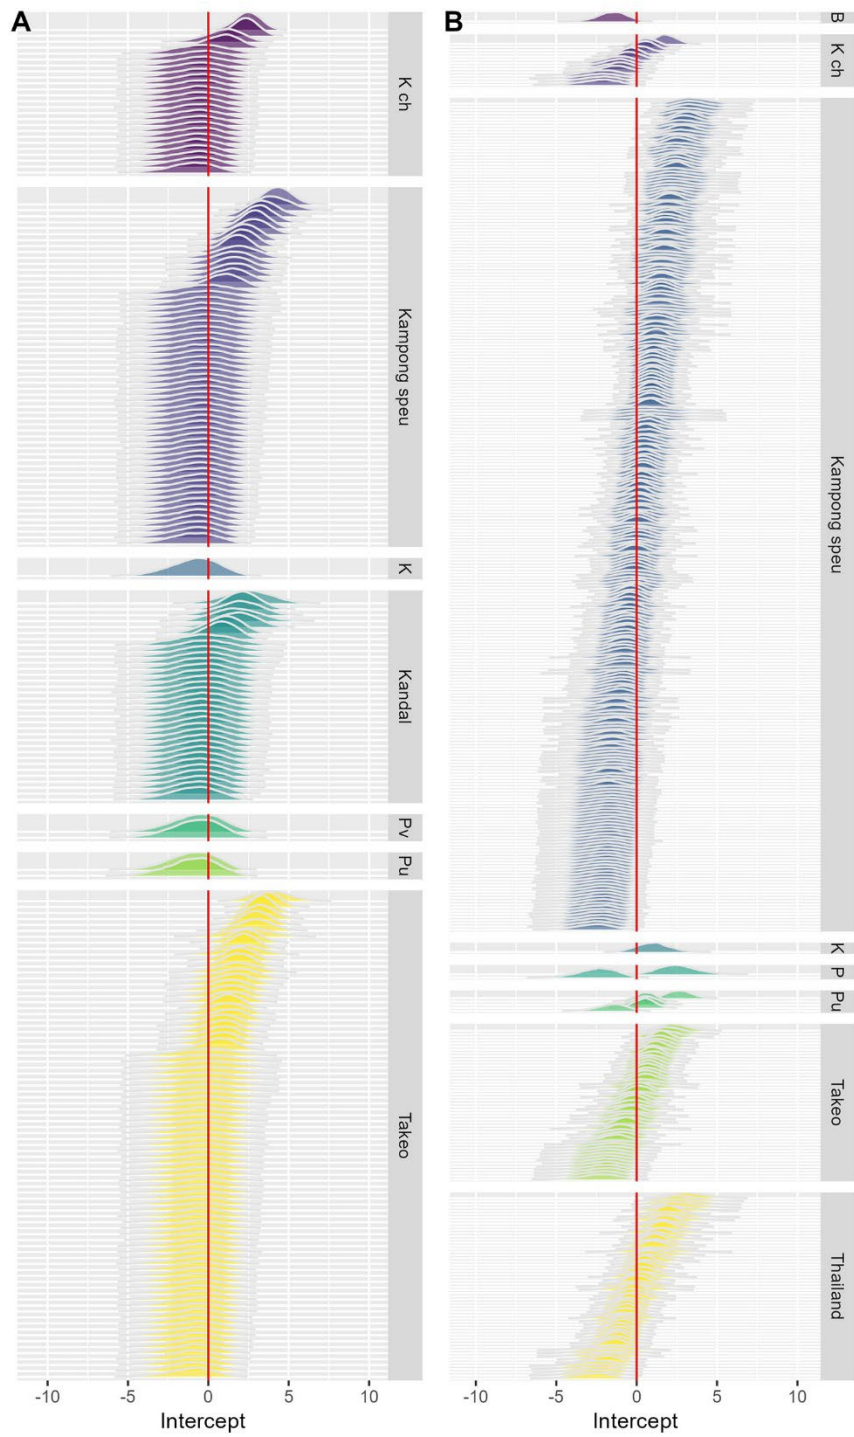 A
K ch
Kampong speu
K
Kandal
Pv
Pu
Takeo
-10 -5 0 5 10
Intercept
B
B
K ch
Kampong speu
K
P
Pu
Takeo
Thailand
-10 -5 0 5 10
Intercept